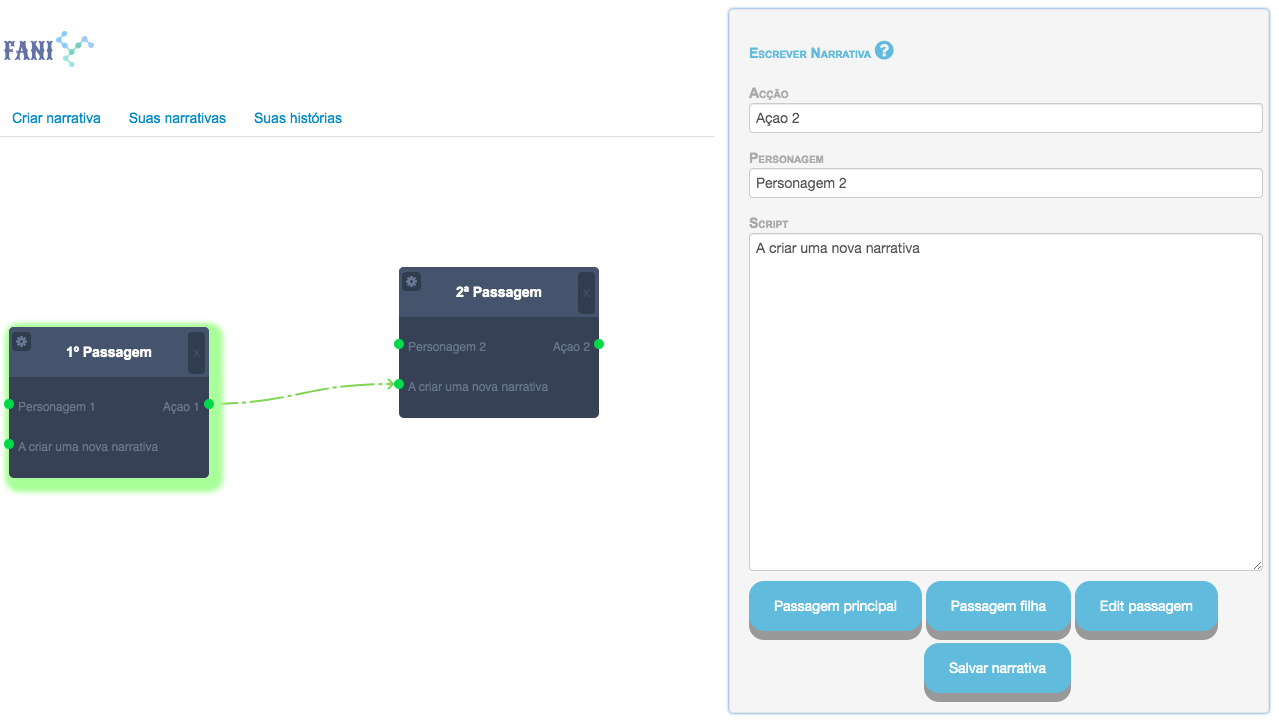 FANI
Criar narrativa Suas narrativas Suas histórias
1º Passagem x
Personagem 1 Açao 1
A criar uma nova narrativa
2ª Passagem x
Personagem 2 Açao 2
A criar uma nova narrativa
Escrever Narrativa ?
Acção
Açao 2
Personagem
Personagem 2
Script
A criar uma nova narrativa
Passagem principal Passagem filha Edit passagem
Salvar narrativa